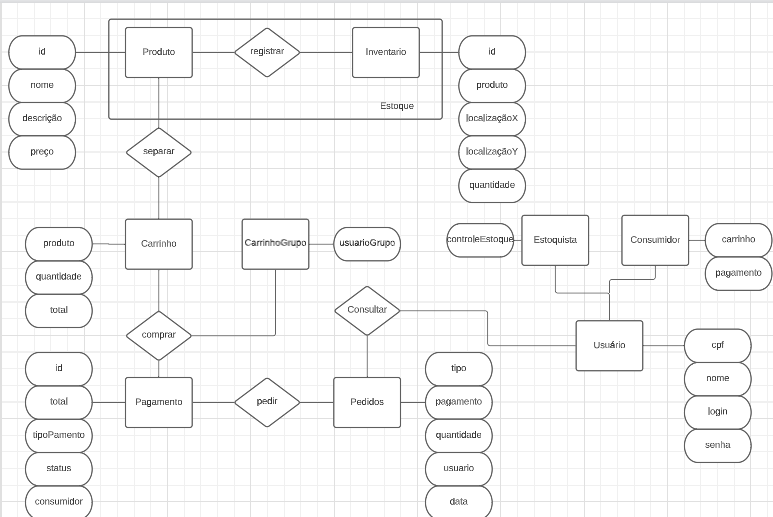 id
nome
descrição
preço
Produto
registrar
Inventario
Estoque
id
produto
localizaçãoX
localizaçãoY
quantidade
separar
produto
quantidade
total
Carrinho
CarrinhoGrupo
usuarioGrupo
controleEstoque
Estoquista
Consumidor
carrinho
pagamento
comprar
Consultar
Usuário
cpf
nome
login
senha
id
total
tipoPamento
status
consumidor
Pagamento
pedir
Pedidos
tipo
pagamento
quantidade
usuario
data